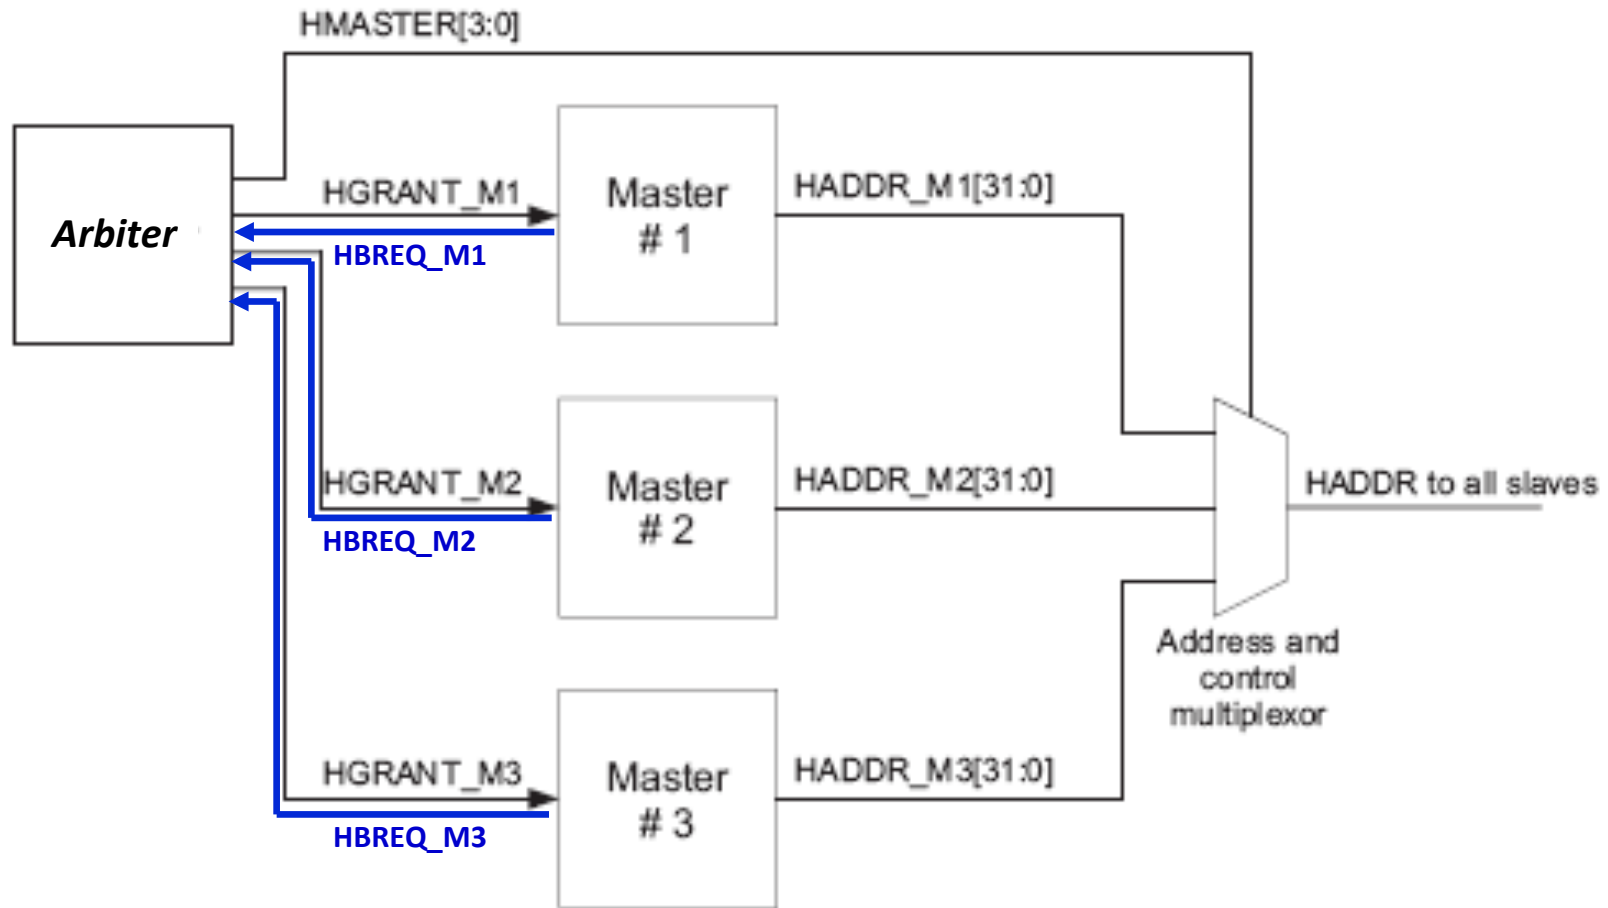 HMASTER[3:0]
Arbiter
HGRANT_M1
HBREQ_M1
Master
# 1
HADDR_M1[31:0]
HGRANT_M2
HBREQ_M2
Master
# 2
HADDR_M2[31:0]
HADDR to all slaves
Address and
control
multiplexor
HGRANT_M3
HBREQ_M3
Master
# 3
HADDR_M3[31:0]